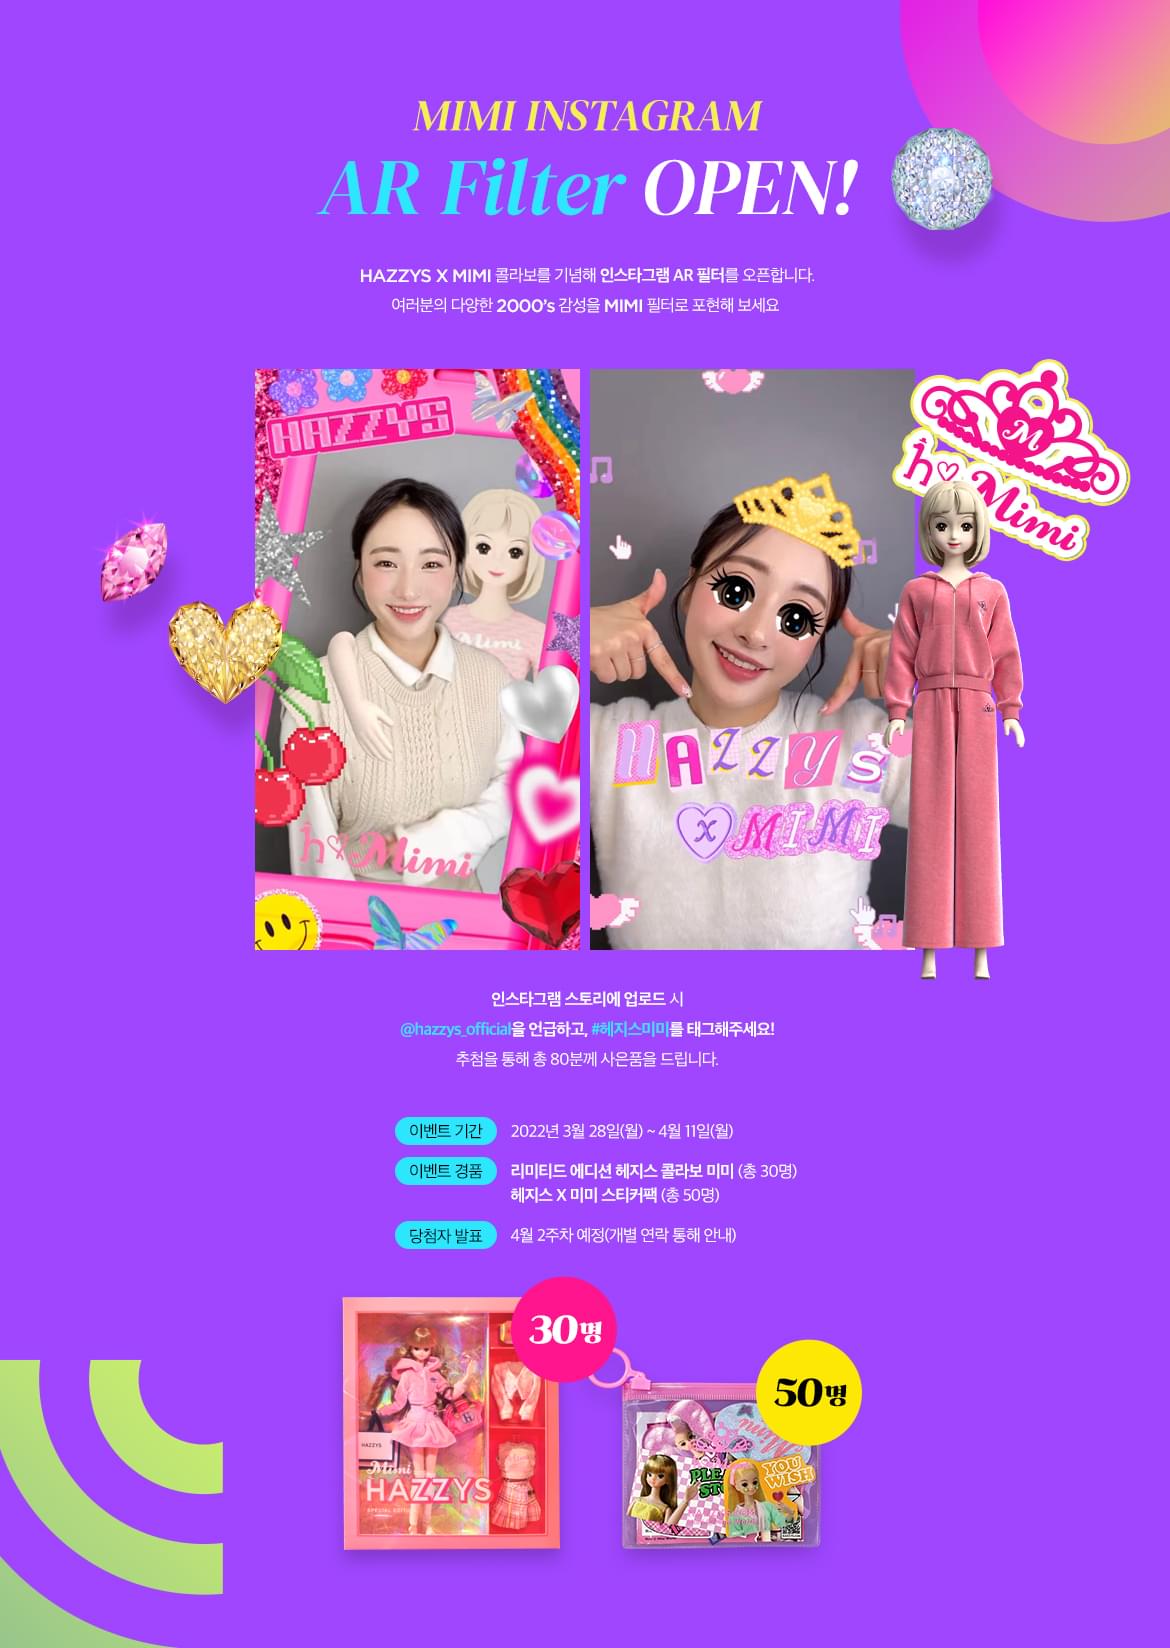 MIMI INSTAGRAM
AR Filter OPEN!
HAZZYS X MIMI 콜라보를 기념해 인스타그램 AR 필터를 오픈합니다.
여러분의 다양한 2000's 감성을 MIMI 필터로 포현해 보세요
HAZZYS
Mimi
h Mimi
HAZZYS
X MIMI
M
h Mimi
인스타그램 스토리에 업로드 시
@hazzys_official을 언급하고, #헤지스미미를 태그해주세요!
추첨을 통해 총 80분께 사은품을 드립니다.
이벤트 기간 2022년 3월 28일(월) ~ 4월 11일(월)
이벤트 경품 리미티드 에디션 헤지스 콜라보 미미 (총 30명)
헤지스 X 미미 스티커팩 (총 50명)
당첨자 발표 4월 2주차 예정(개별 연락 통해 안내)
30명
50명
HAZZYS
Mimi
HAZZYS
SPECIAL EDITION
Mimi
YOU
WISH